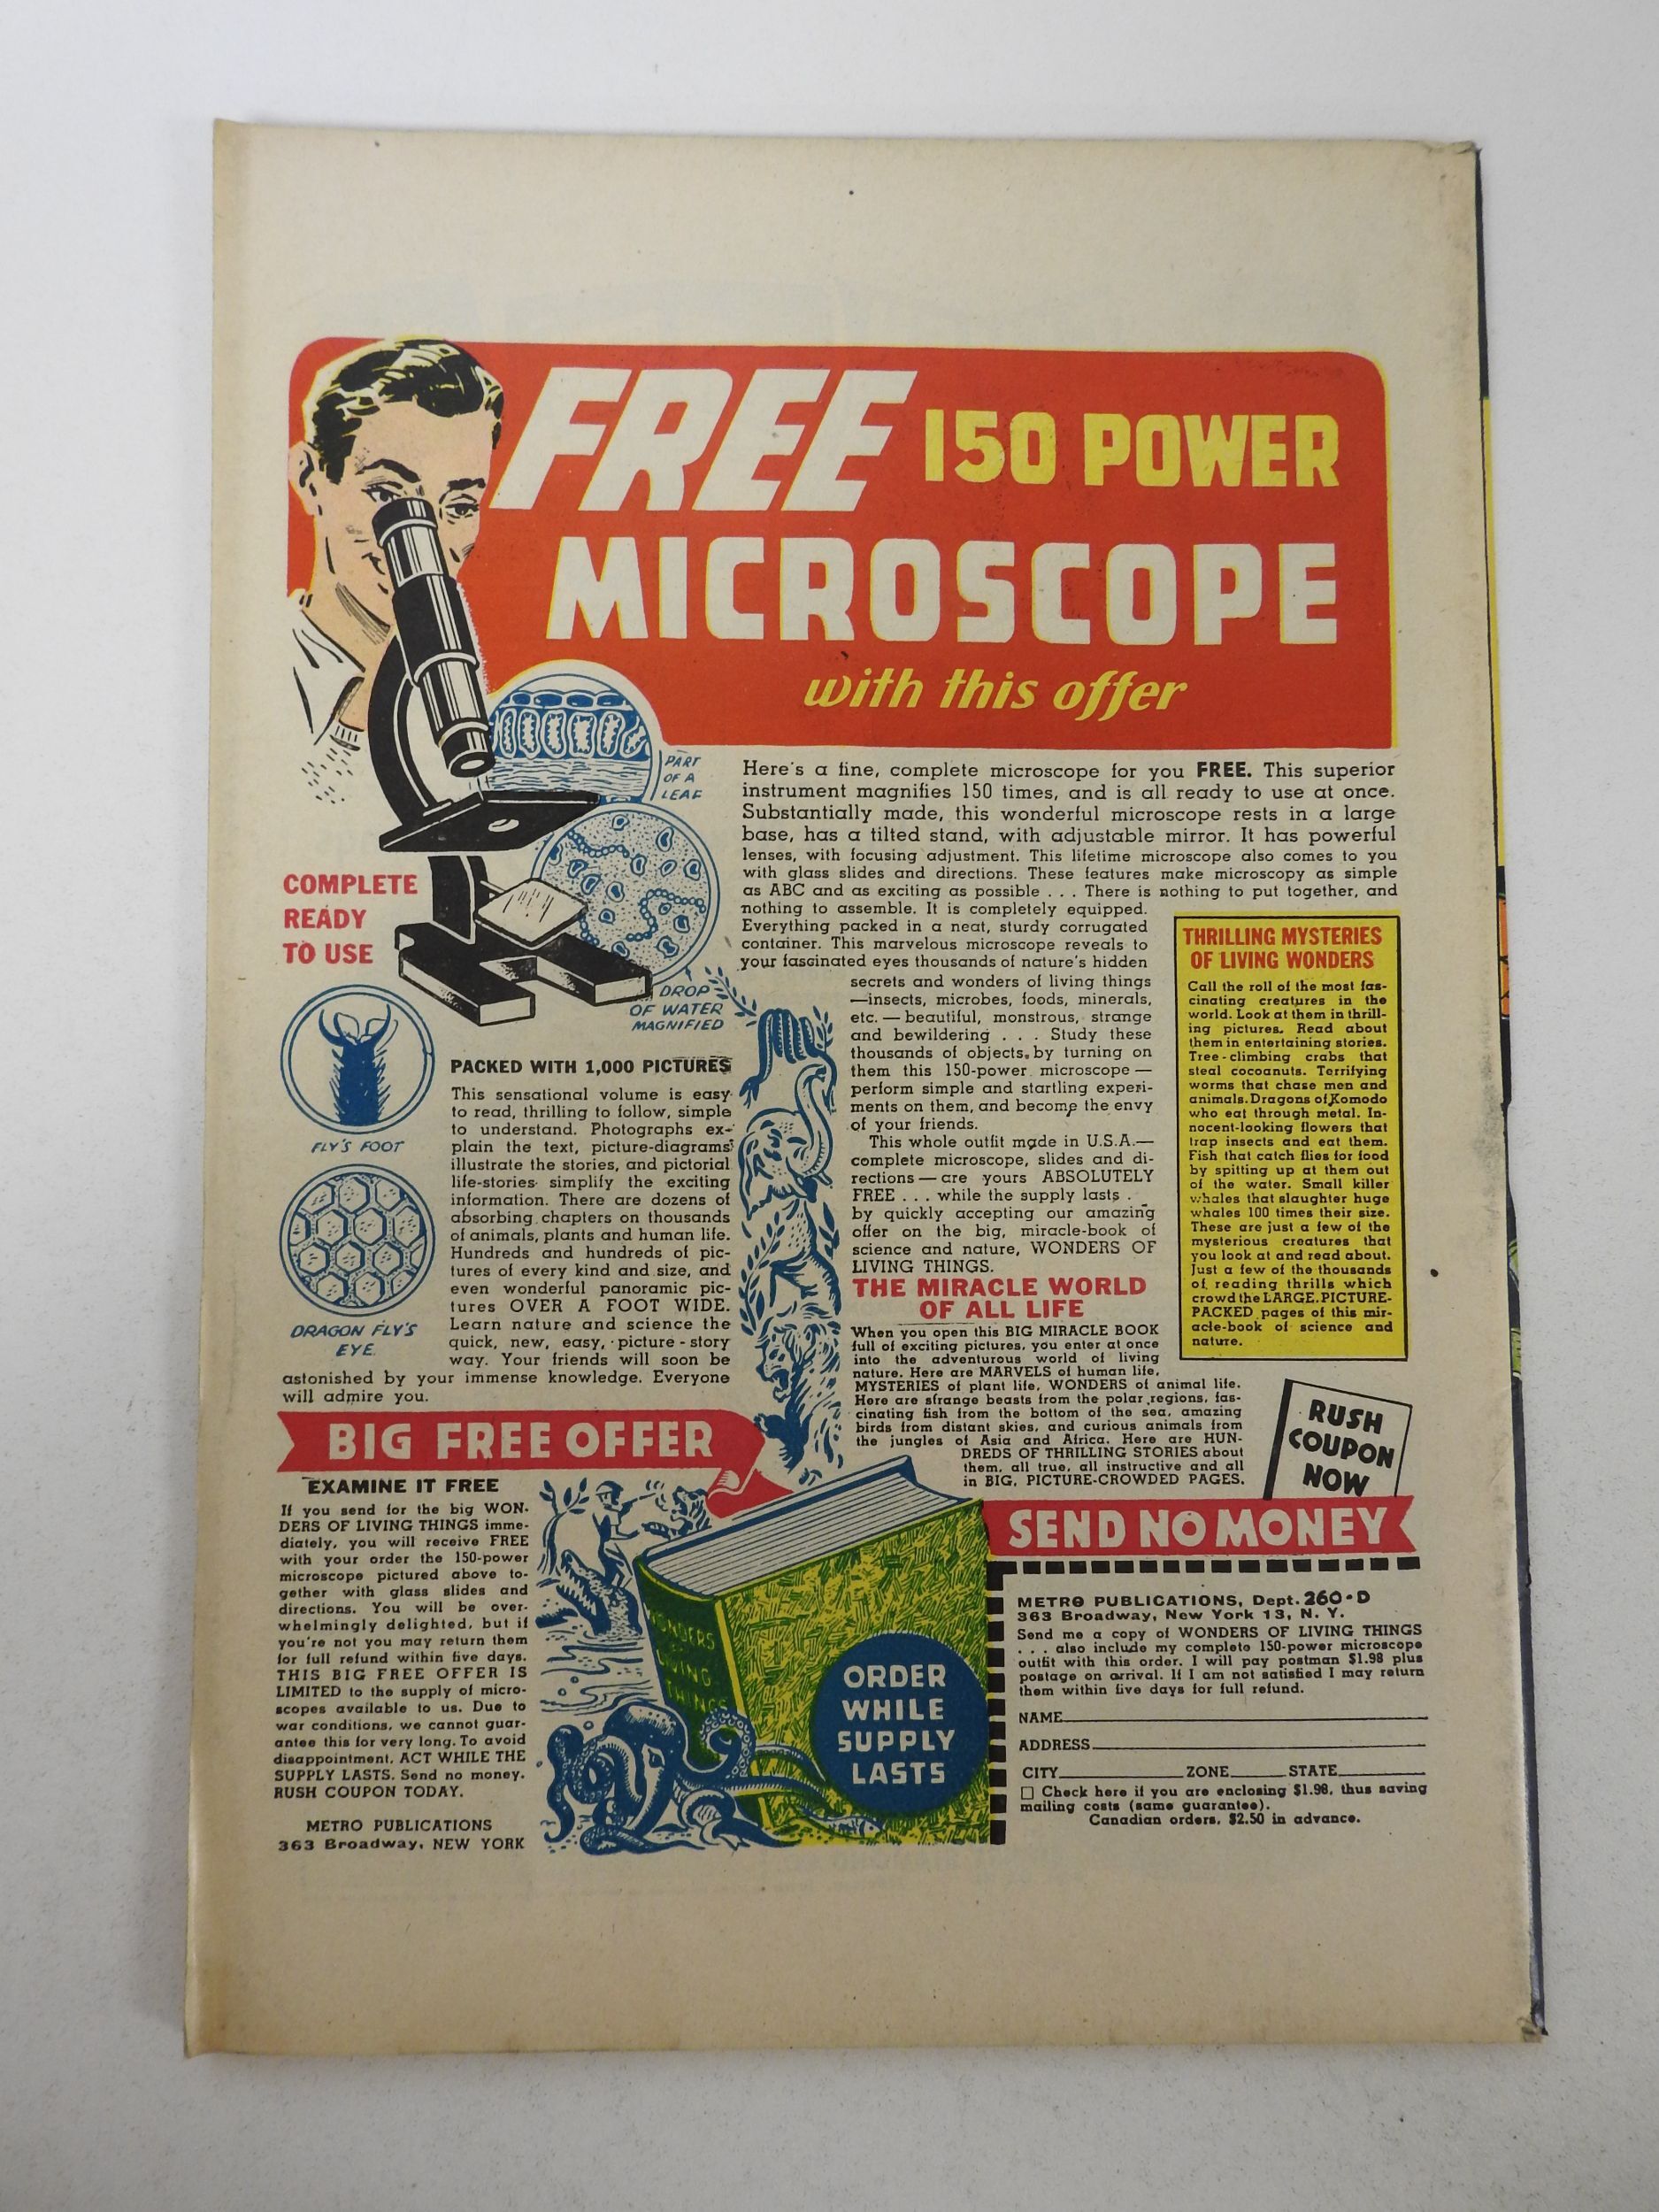 FREE 150 POWER
MICROSCOPE
with this offer
PART
OF A
LEAF
Here's a fine, complete microscope for you FREE. This superior
instrument magnifies 150 times, and is all ready to use at once.
Substantially made, this wonderful microscope rests in a large
base, has a tilted stand, with adjustable mirror. It has powerful
lenses, with focusing adjustment. This lifetime microscope also comes to you
with glass slides and directions. These features make microscopy as simple
as ABC and as exciting as possible . . . There is nothing to put together, and
nothing to assemble. It is completely equipped.
Everything packed in a neat, sturdy corrugated
container. This marvelous microscope reveals to
your fascinated eyes thousands of nature's hidden
secrets and wonders of living things
—insects, microbes, foods, minerals,
etc. — beautiful, monstrous, strange
and bewildering . . . Study these
thousands of objects, by turning on
them this 150-power microscope —
perform simple and startling experi-
ments on them, and become the envy
of your friends.
This whole outfit made in U.S.A.—
complete microscope, slides and di-
rections — are yours ABSOLUTELY
FREE . . . while the supply lasts .
by quickly accepting our amazing
offer on the big, miracle-book of
science and nature, WONDERS OF
LIVING THINGS.
COMPLETE
READY
TO USE
DROP
OF WATER
MAGNIFIED
FLY'S FOOT
DRAGON FLY'S
EYE
PACKED WITH 1,000 PICTURES
This sensational volume is easy
to read, thrilling to follow, simple
to understand. Photographs ex-
plain the text, picture-diagrams
illustrate the stories, and pictorial
life-stories simplify the exciting
information. There are dozens of
absorbing chapters on thousands
of animals, plants and human life.
Hundreds and hundreds of pic-
tures of every kind and size, and
even wonderful panoramic pic-
tures OVER A FOOT WIDE.
Learn nature and science the
quick, new, easy, picture-story
way. Your friends will soon be
astonished by your immense knowledge. Everyone
will admire you.
THRILLING MYSTERIES
OF LIVING WONDERS
Call the roll of the most fas-
cinating creatures in the
world. Look at them in thrill-
ing pictures. Read about
them in entertaining stories.
Tree-climbing crabs that
steal cocoanuts. Terrifying
worms that chase men and
animals. Dragons of Komodo
who eat through metal. In-
nocent-looking flowers that
trap insects and eat them.
Fish that catch flies for food
by spitting up at them out
of the water. Small killer
whales that slaughter huge
whales 100 times their size.
These are just a few of the
mysterious creatures that
you look at and read about.
Just a few of the thousands
of reading thrills which
crowd the LARGE, PICTURE-
PACKED pages of this mir-
acle-book of science and
nature.
THE MIRACLE WORLD
OF ALL LIFE
When you open this BIG MIRACLE BOOK
full of exciting pictures, you enter at once
into the adventurous world of living
nature. Here are MARVELS of human life,
MYSTERIES of plant life, WONDERS of animal life.
Here are strange beasts from the polar regions, fas-
cinating fish from the bottom of the sea, amazing
birds from distant skies, and curious animals from
the jungles of Asia and Africa. Here are HUN-
DREDS OF THRILLING STORIES about
them, all true, all instructive and all
in BIG, PICTURE-CROWDED PAGES.
RUSH
COUPON
NOW
BIG FREE OFFER
EXAMINE IT FREE
If you send for the big WON-
DERS OF LIVING THINGS imme-
diately, you will receive FREE
with your order the 150-power
microscope pictured above to-
gether with glass slides and
directions. You will be over-
whelmingly delighted, but if
you're not you may return them
for full refund within five days.
THIS BIG FREE OFFER IS
LIMITED to the supply of micro-
scopes available to us. Due to
war conditions, we cannot guar-
antee this for very long. To avoid
disappointment, ACT WHILE THE
SUPPLY LASTS. Send no money.
RUSH COUPON TODAY.
METRO PUBLICATIONS
363 Broadway, NEW YORK
WONDERS
OF
LIVING
THINGS
ORDER
WHILE
SUPPLY
LASTS
SEND NO MONEY
METRO PUBLICATIONS, Dept. 260-D
363 Broadway, New York 13, N. Y.
Send me a copy of WONDERS OF LIVING THINGS
. . . also include my complete 150-power microscope
outfit with this order. I will pay postman $1.98 plus
postage on arrival. If I am not satisfied I may return
them within five days for full refund.
NAME
ADDRESS
CITY ZONE STATE
□ Check here if you are enclosing $1.98, thus saving
mailing costs (same guarantee).
Canadian orders, $2.50 in advance.